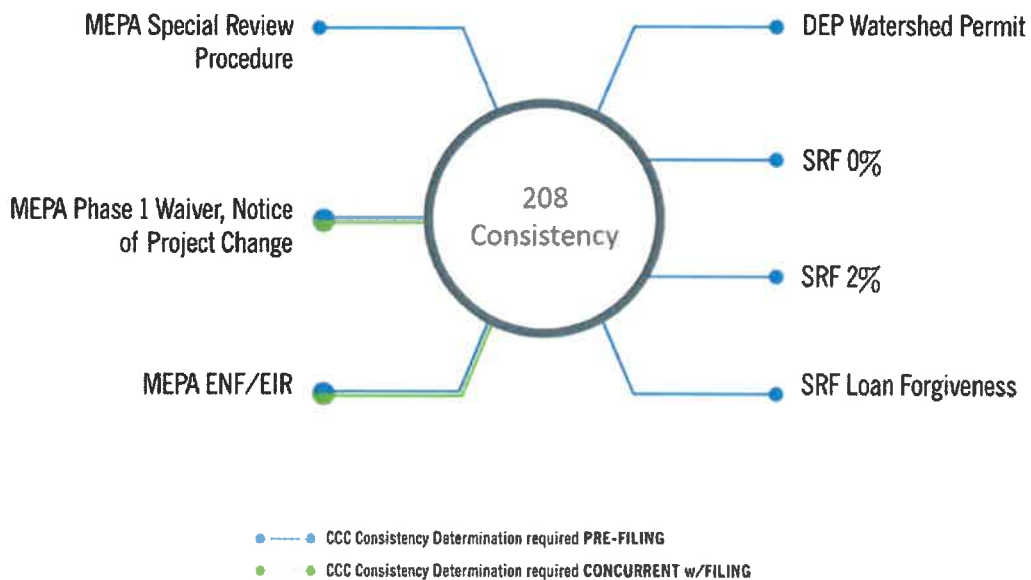 MEPA Special Review
Procedure
MEPA Phase 1 Waiver, Notice
of Project Change
MEPA ENF/EIR
208
Consistency
DEP Watershed Permit
SRF 0%
SRF 2%
SRF Loan Forgiveness
CCC Consistency Determination required PRE-FILING
CCC Consistency Determination required CONCURRENT w/FILING